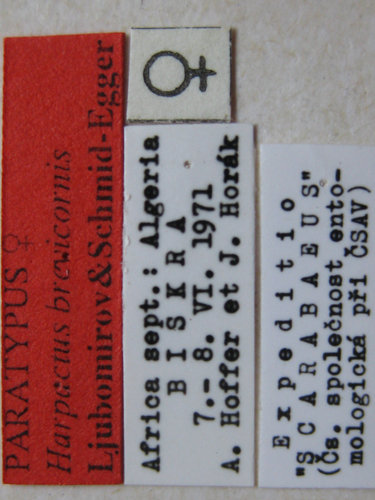 PARATYPUS ♀
Harpactus brevicornis
Ljubomirov&Schmid-Egger
♀
Africa sept.: Algeria
B I S K R A
7.-8. VI. 1971
A. Hoffer et J. Horák
E x p e d i t i o
"S C A R A B A E U S"
(Čs. společnost ento-
mologická při ČSAV)